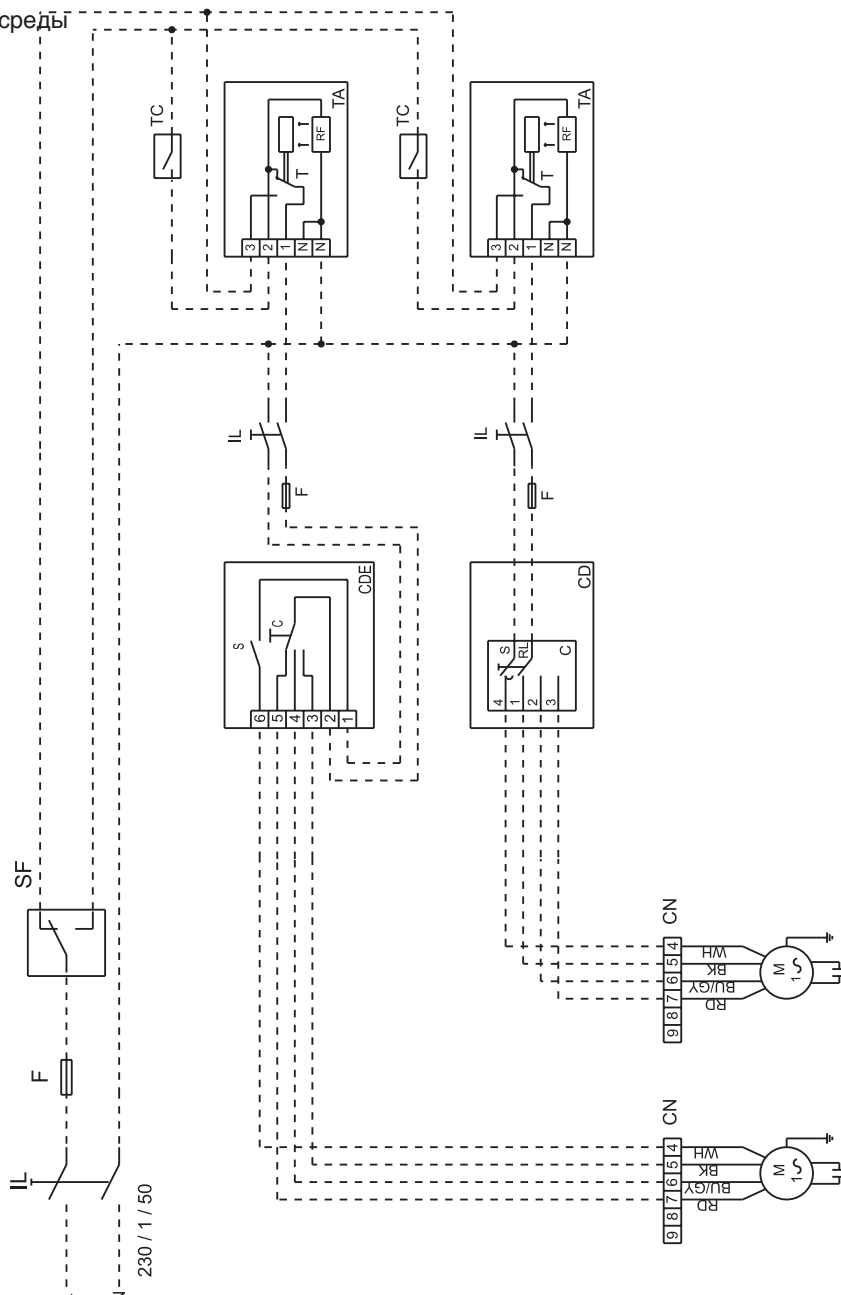 среды
TC
TA
RF
T
3 2 1 N N
TC
TA
RF
T
3 2 1 N N
IL
F
IL
F
CDE
S
C
6 5 4 3 2 1
CD
S
RL
C
4 1 2 3
SF
F
IL
230 / 1 / 50
CN
9 8 7 6 5 4
WH
BK
BU/GY
RD
M
1
CN
9 8 7 6 5 4
WH
BK
BU/GY
RD
M
1